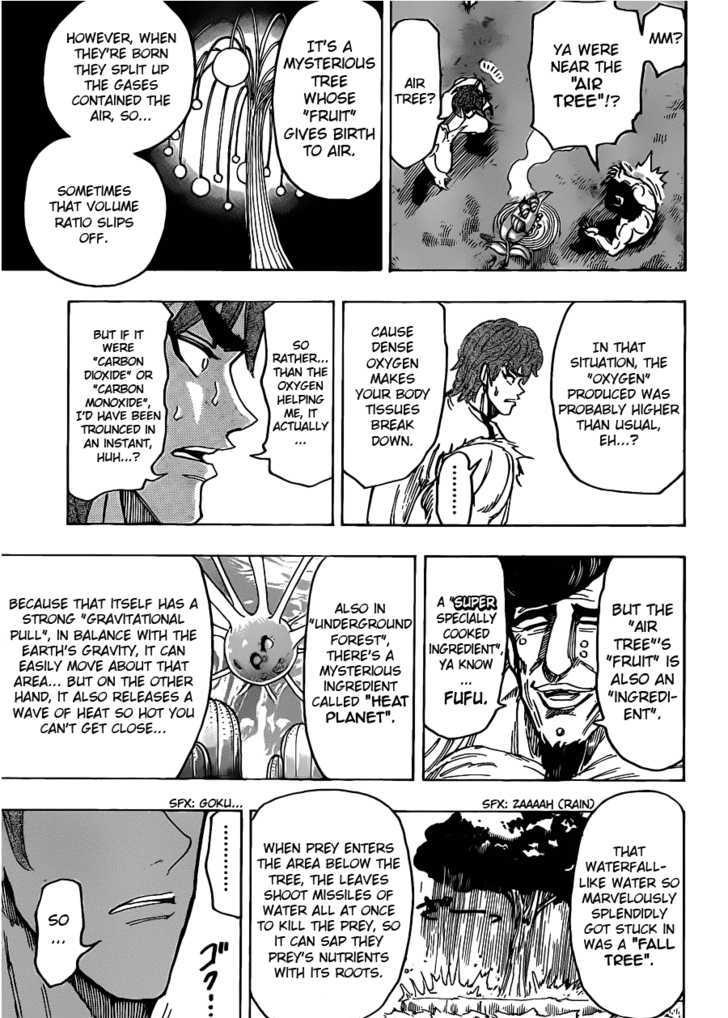 MM?
YA WERE
NEAR THE
"AIR
TREE"!?
AIR
TREE?
IT'S A
MYSTERIOUS
TREE
WHOSE
"FRUIT"
GIVES BIRTH
TO AIR.
HOWEVER, WHEN
THEY'RE BORN
THEY SPLIT UP
THE GASES
CONTAINED THE
AIR, SO...
SOMETIMES
THAT VOLUME
RATIO SLIPS
OFF.
IN THAT
SITUATION, THE
"OXYGEN"
PRODUCED WAS
PROBABLY HIGHER
THAN USUAL,
EH...?
CAUSE
DENSE
OXYGEN
MAKES
YOUR BODY
TISSUES
BREAK
DOWN.
......
SO
RATHER...
THAN THE
OXYGEN
HELPING
ME, IT
ACTUALLY
...
BUT IF IT
WERE
"CARBON
DIOXIDE" OR
"CARBON
MONOXIDE",
I'D HAVE BEEN
TROUNCED IN
AN INSTANT,
HUH...?
BUT THE
"AIR
TREE"'S
"FRUIT" IS
ALSO AN
"INGREDI-
ENT".
A "SUPER
SPECIALLY
COOKED
INGREDIENT",
YA KNOW
...
FUFU.
ALSO IN
"UNDERGROUND
FOREST",
THERE'S A
MYSTERIOUS
INGREDIENT
CALLED "HEAT
PLANET".
BECAUSE THAT ITSELF HAS A
STRONG "GRAVITATIONAL
PULL", IN BALANCE WITH THE
EARTH'S GRAVITY, IT CAN
EASILY MOVE ABOUT THAT
AREA... BUT ON THE OTHER
HAND, IT ALSO RELEASES A
WAVE OF HEAT SO HOT YOU
CAN'T GET CLOSE...
SFX: ZAAAAH (RAIN)
THAT
WATERFALL-
LIKE WATER SO
MARVELOUSLY
SPLENDIDLY
GOT STUCK IN
WAS A "FALL
TREE".
ざーっ
WHEN PREY ENTERS
THE AREA BELOW THE
TREE, THE LEAVES
SHOOT MISSILES OF
WATER ALL AT ONCE
TO KILL THE PREY, SO
IT CAN SAP THEY
PREY'S NUTRIENTS
WITH ITS ROOTS.
SFX: GOKU...
........
SO
...
ゴク…